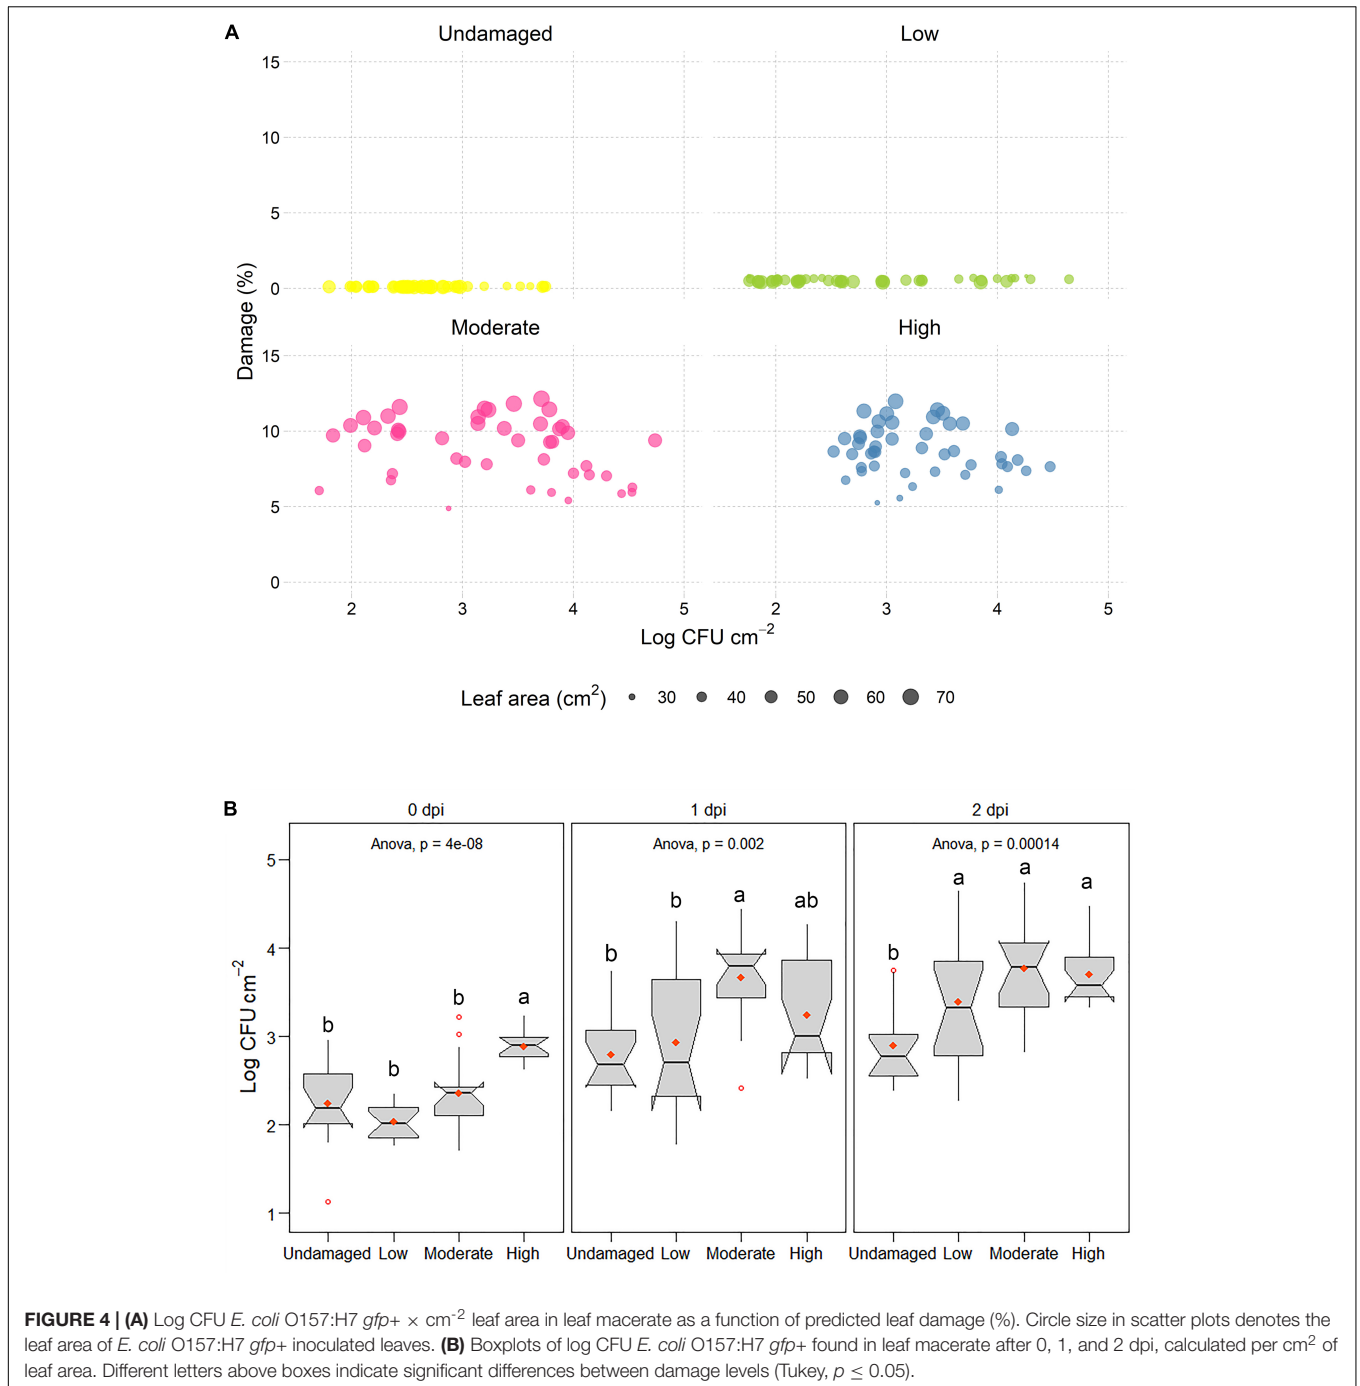 A
Undamaged
Low
15
10
5
0
Damage (%)
Moderate
High
15
10
5
0
2 3 4 5 2 3 4 5
Log CFU cm⁻²
Leaf area (cm²) 30 40 50 60 70
B
0 dpi 1 dpi 2 dpi
Anova, p = 4e-08 Anova, p = 0.002 Anova, p = 0.00014
5
4
3
2
1
Log CFU cm⁻²
b b b a
b b a ab
b a a a
Undamaged Low Moderate High Undamaged Low Moderate High Undamaged Low Moderate High
FIGURE 4 | (A) Log CFU E. coli O157:H7 gfp+ × cm⁻² leaf area in leaf macerate as a function of predicted leaf damage (%). Circle size in scatter plots denotes the
leaf area of E. coli O157:H7 gfp+ inoculated leaves. (B) Boxplots of log CFU E. coli O157:H7 gfp+ found in leaf macerate after 0, 1, and 2 dpi, calculated per cm² of
leaf area. Different letters above boxes indicate significant differences between damage levels (Tukey, p ≤ 0.05).